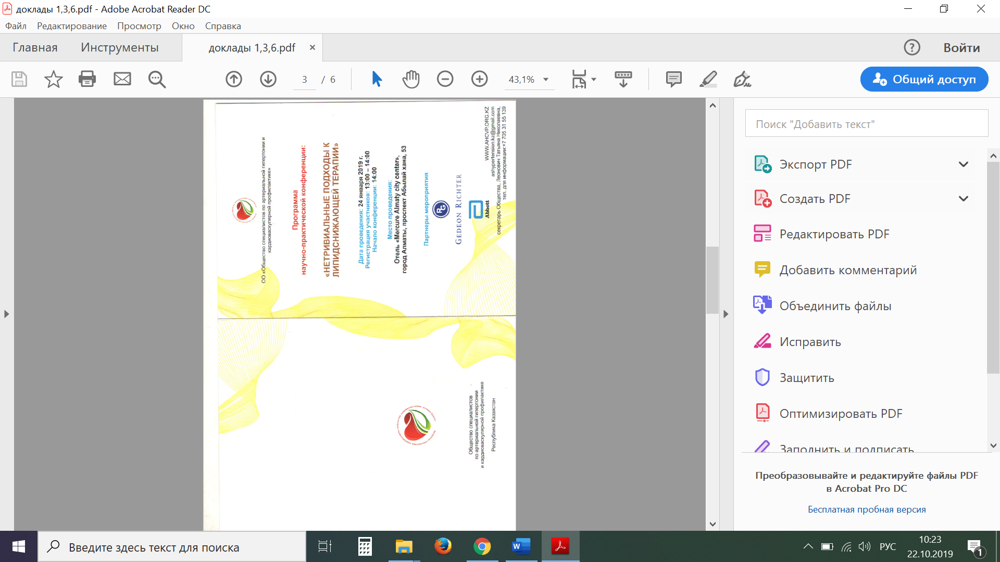 доклады 1,3,6.pdf - Adobe Acrobat Reader DC
Файл Редактирование Просмотр Окно Справка
Главная Инструменты доклады 1,3,6.pdf Войти
3 / 6 43,1% Общий доступ
ОО «Общество специалистов по артериальной гипертонии и
кардиоваскулярной профилактике»
Программа
научно-практической конференции:
«НЕТРИВИАЛЬНЫЕ ПОДХОДЫ К
ЛИПИДСНИЖАЮЩЕЙ ТЕРАПИИ»
Дата проведения: 24 января 2019 г.
Регистрация участников: 13:00 – 14:00
Начало конференции: 14:00
Место проведения:
Отель «Mercure Almaty city center»,
город Алматы, проспект Абылай хана, 53
Партнеры мероприятия
RG
GEDEON RICHTER
Abbott
WWW.AHCVP.ORG.KZ
ashypertension.kz@gmail.com
секретарь Общества, Леонович Татьяна Николаевна,
тел. для информации:+7 705 31 55 139
Общество специалистов
по артериальной гипертонии
и кардиоваскулярной профилактике
Республика Казахстан
Поиск "Добавить текст"
Экспорт PDF
Создать PDF
Редактировать PDF
Добавить комментарий
Объединить файлы
Исправить
Защитить
Оптимизировать PDF
Заполнить и подписать
Преобразовывайте и редактируйте файлы PDF
в Acrobat Pro DC
Бесплатная пробная версия
Введите здесь текст для поиска
РУС
10:23
22.10.2019
1